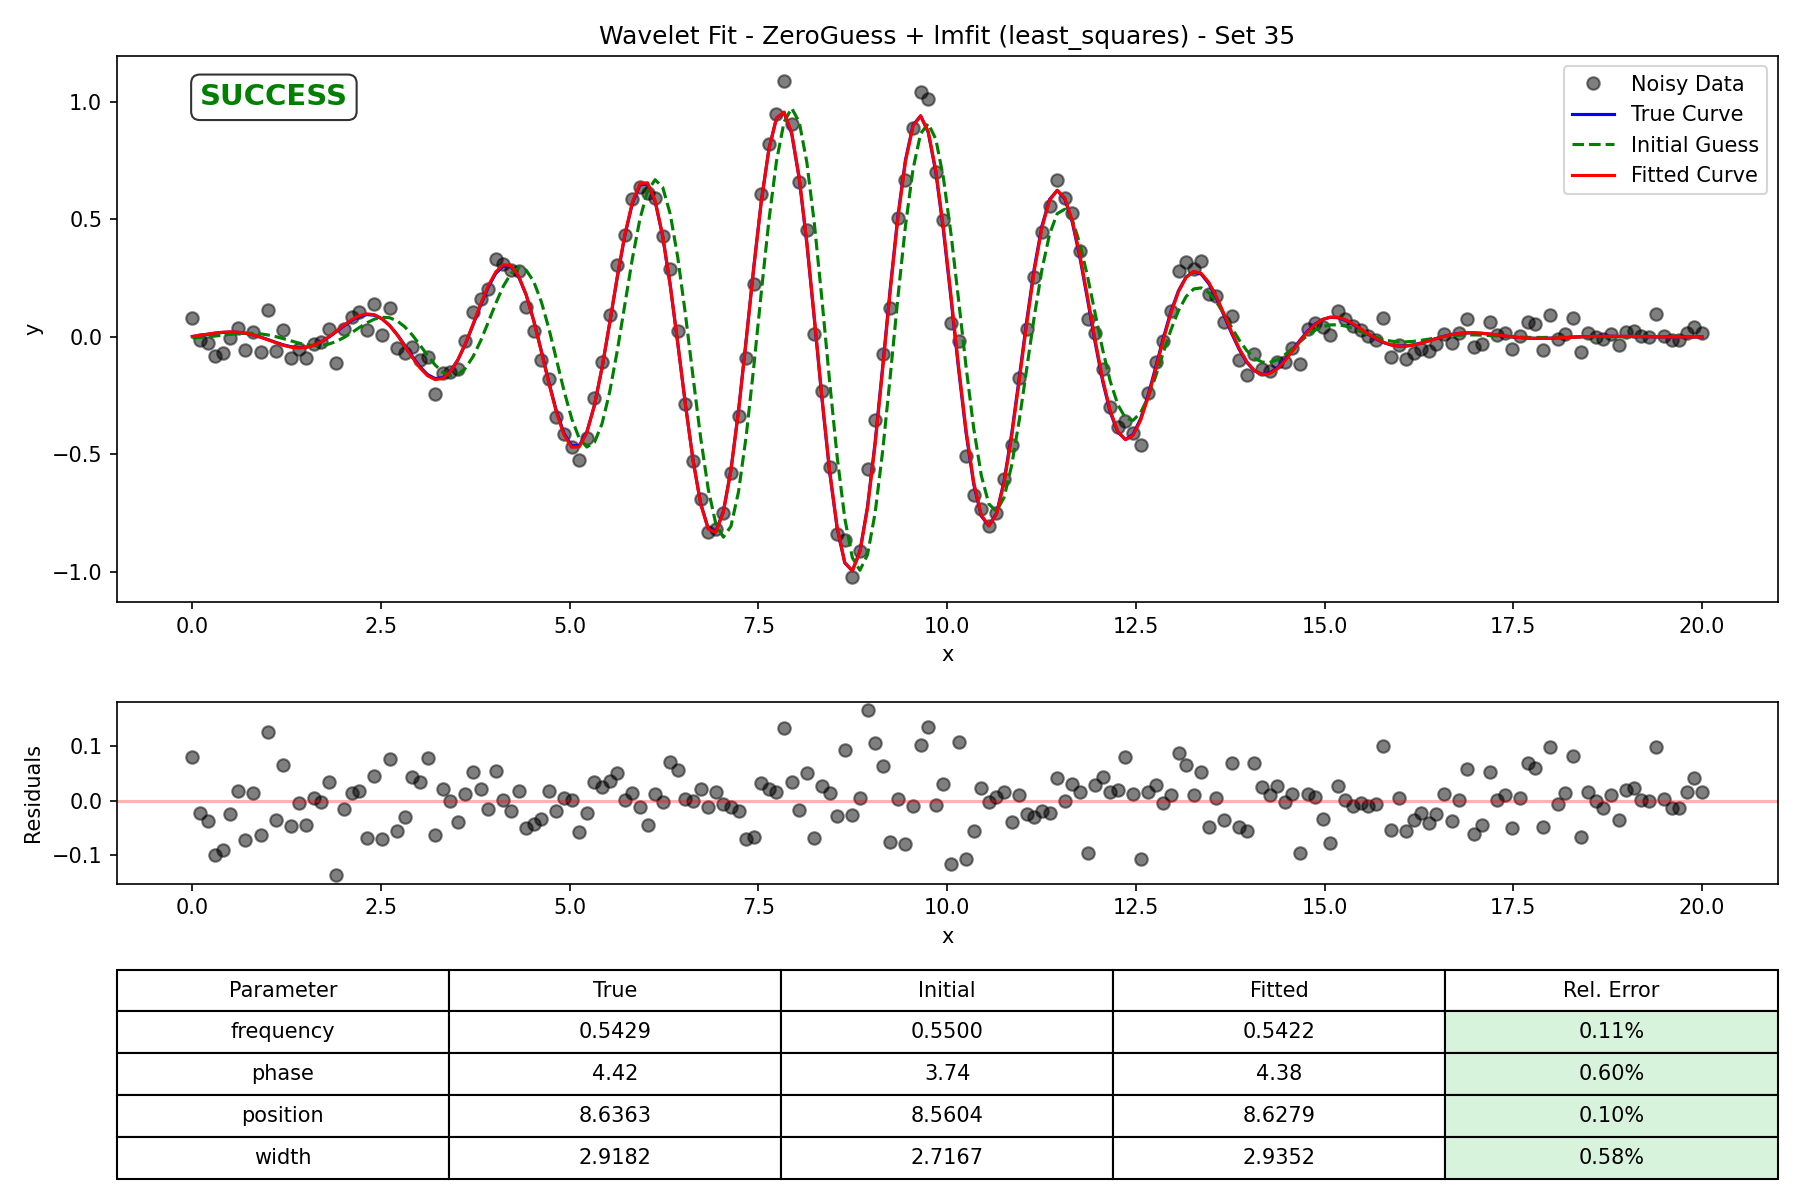 Wavelet Fit - ZeroGuess + lmfit (least_squares) - Set 35
SUCCESS
Noisy Data
True Curve
Initial Guess
Fitted Curve
y
1.0
0.5
0.0
−0.5
−1.0
0.0 2.5 5.0 7.5 10.0 12.5 15.0 17.5 20.0
x
Residuals
0.1
0.0
−0.1
0.0 2.5 5.0 7.5 10.0 12.5 15.0 17.5 20.0
x
Parameter True Initial Fitted Rel. Error
frequency 0.5429 0.5500 0.5422 0.11%
phase 4.42 3.74 4.38 0.60%
position 8.6363 8.5604 8.6279 0.10%
width 2.9182 2.7167 2.9352 0.58%